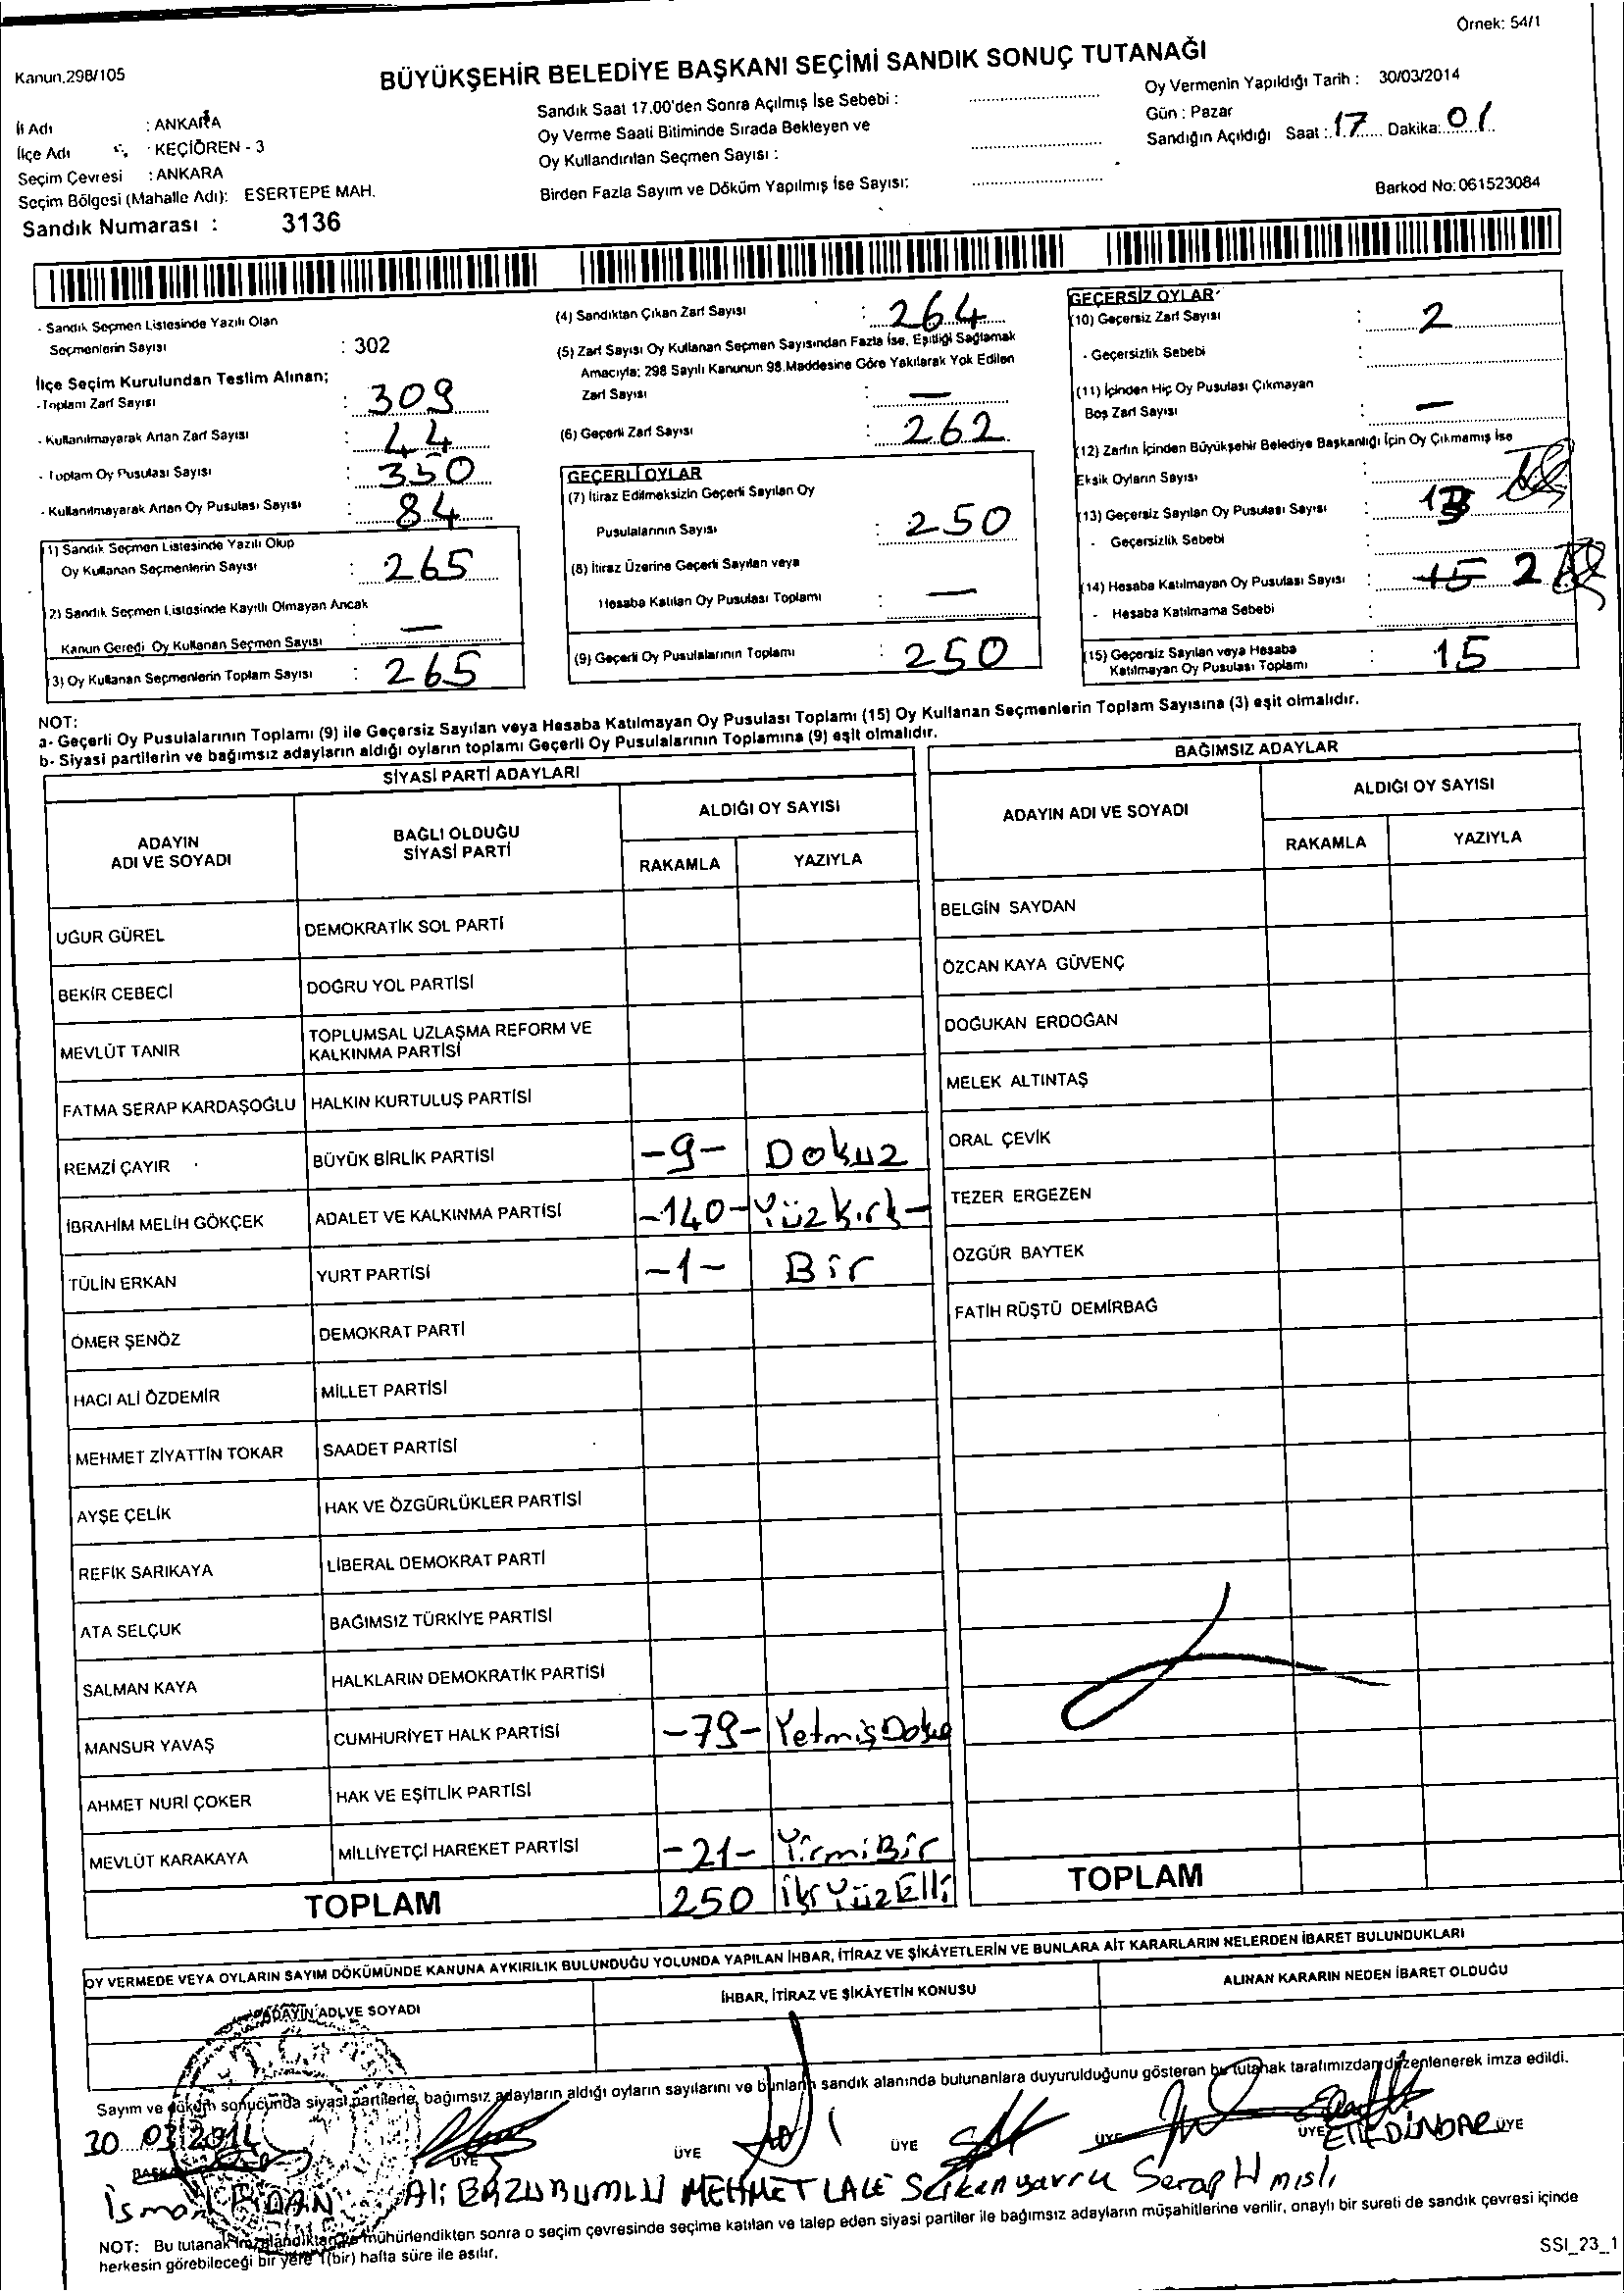 Örnek: 54/1
Kanun.298/105
BÜYÜKŞEHİR BELEDİYE BAŞKANI SEÇİMİ SANDIK SONUÇ TUTANAĞI
İl Adı : ANKARA
İlçe Adı : KEÇİÖREN - 3
Seçim Çevresi : ANKARA
Seçim Bölgesi (Mahalle Adı): ESERTEPE MAH.
Sandık Numarası : 3136
Sandık Saat 17.00'den Sonra Açılmış İse Sebebi :
Oy Verme Saati Bitiminde Sırada Bekleyen ve
Oy Kullandırılan Seçmen Sayısı :
Birden Fazla Sayım ve Döküm Yapılmış İse Sayısı:
Oy Vermenin Yapıldığı Tarih : 30/03/2014
Gün : Pazar
Sandığın Açıldığı Saat : 17 Dakika: 01
Barkod No: 061523084
- Sandık Seçmen Listesinde Yazılı Olan
Seçmenlerin Sayısı : 302
İlçe Seçim Kurulundan Teslim Alınan;
- Toplam Zarf Sayısı : 309
- Kullanılmayarak Artan Zarf Sayısı : 44
- Toplam Oy Pusulası Sayısı : 350
- Kullanılmayarak Artan Oy Pusulası Sayısı : 84
(1) Sandık Seçmen Listesinde Yazılı Olup
Oy Kullanan Seçmenlerin Sayısı : 265
(2) Sandık Seçmen Listesinde Kayıtlı Olmayan Ancak
Kanun Gereği Oy Kullanan Seçmen Sayısı : —
(3) Oy Kullanan Seçmenlerin Toplam Sayısı : 265
(4) Sandıktan Çıkan Zarf Sayısı : 264
(5) Zarf Sayısı Oy Kullanan Seçmen Sayısından Fazla İse, Eşitliği Sağlamak
Amacıyla; 298 Sayılı Kanunun 98.Maddesine Göre Yakılarak Yok Edilen
Zarf Sayısı : —
(6) Geçerli Zarf Sayısı : 262
GEÇERLİ OYLAR
(7) İtiraz Edilmeksizin Geçerli Sayılan Oy
Pusulalarının Sayısı : 250
(8) İtiraz Üzerine Geçerli Sayılan veya
Hesaba Katılan Oy Pusulası Toplamı : —
(9) Geçerli Oy Pusulalarının Toplamı : 250
GEÇERSİZ OYLAR
(10) Geçersiz Zarf Sayısı : 2
- Geçersizlik Sebebi :
(11) İçinden Hiç Oy Pusulası Çıkmayan
Boş Zarf Sayısı : —
(12) Zarfın İçinden Büyükşehir Belediye Başkanlığı İçin Oy Çıkmamış İse
Eksik Oyların Sayısı :
(13) Geçersiz Sayılan Oy Pusulası Sayısı : 13
- Geçersizlik Sebebi :
(14) Hesaba Katılmayan Oy Pusulası Sayısı : 15 2
- Hesaba Katılmama Sebebi :
(15) Geçersiz Sayılan veya Hesaba
Katılmayan Oy Pusulası Toplamı : 15
NOT:
a- Geçerli Oy Pusulalarının Toplamı (9) ile Geçersiz Sayılan veya Hesaba Katılmayan Oy Pusulası Toplamı (15) Oy Kullanan Seçmenlerin Toplam Sayısına (3) eşit olmalıdır.
b- Siyasi partilerin ve bağımsız adayların aldığı oyların toplamı Geçerli Oy Pusulalarının Toplamına (9) eşit olmalıdır.
SİYASİ PARTİ ADAYLARI
ADAYIN ADI VE SOYADI BAĞLI OLDUĞU SİYASİ PARTİ ALDIĞI OY SAYISI
RAKAMLA YAZIYLA
UĞUR GÜREL DEMOKRATİK SOL PARTİ
BEKİR CEBECİ DOĞRU YOL PARTİSİ
MEVLÜT TANIR TOPLUMSAL UZLAŞMA REFORM VE KALKINMA PARTİSİ
FATMA SERAP KARDAŞOĞLU HALKIN KURTULUŞ PARTİSİ
REMZİ ÇAYIR BÜYÜK BİRLİK PARTİSİ -9- Dokuz
İBRAHİM MELİH GÖKÇEK ADALET VE KALKINMA PARTİSİ -140- Yüz kırk-
TÜLİN ERKAN YURT PARTİSİ -1- Bir
ÖMER ŞENÖZ DEMOKRAT PARTİ
HACI ALİ ÖZDEMİR MİLLET PARTİSİ
MEHMET ZİYATTİN TOKAR SAADET PARTİSİ
AYŞE ÇELİK HAK VE ÖZGÜRLÜKLER PARTİSİ
REFİK SARIKAYA LİBERAL DEMOKRAT PARTİ
ATA SELÇUK BAĞIMSIZ TÜRKİYE PARTİSİ
SALMAN KAYA HALKLARIN DEMOKRATİK PARTİSİ
MANSUR YAVAŞ CUMHURİYET HALK PARTİSİ -79- Yetmiş Dokuz
AHMET NURİ ÇOKER HAK VE EŞİTLİK PARTİSİ
MEVLÜT KARAKAYA MİLLİYETÇİ HAREKET PARTİSİ -21- Yirmi Bir
TOPLAM 250 İki Yüz Elli
BAĞIMSIZ ADAYLAR
ADAYIN ADI VE SOYADI ALDIĞI OY SAYISI
RAKAMLA YAZIYLA
BELGİN SAYDAN
ÖZCAN KAYA GÜVENÇ
DOĞUKAN ERDOĞAN
MELEK ALTINTAŞ
ORAL ÇEVİK
TEZER ERGEZEN
ÖZGÜR BAYTEK
FATİH RÜŞTÜ DEMİRBAĞ
TOPLAM
OY VERMEDE VEYA OYLARIN SAYIM DÖKÜMÜNDE KANUNA AYKIRILIK BULUNDUĞU YOLUNDA YAPILAN İHBAR, İTİRAZ VE ŞİKÂYETLERİN VE BUNLARA AİT KARARLARIN NELERDEN İBARET BULUNDUKLARI
ADAYIN ADI VE SOYADI İHBAR, İTİRAZ VE ŞİKÂYETİN KONUSU ALINAN KARARIN NEDEN İBARET OLDUĞU
Sayım ve döküm sonucunda siyasi partilerle, bağımsız adayların aldığı oyların sayılarını ve bunların sandık alanında bulunanlara duyurulduğunu gösteren bu tutanak tarafımızdan düzenlenerek imza edildi.
30 03 2014
BAŞKAN ÜYE ÜYE ÜYE ÜYE ÜYE ÜYE
Ali MEHMET LALE Serap
NOT: Bu tutanak imzalandıktan ve mühürlendikten sonra o seçim çevresinde seçime katılan ve talep eden siyasi partiler ile bağımsız adayların müşahitlerine verilir, onaylı bir sureti de sandık çevresi içinde
herkesin görebileceği bir yere 1(bir) hafta süre ile asılır.
SSI_23_1